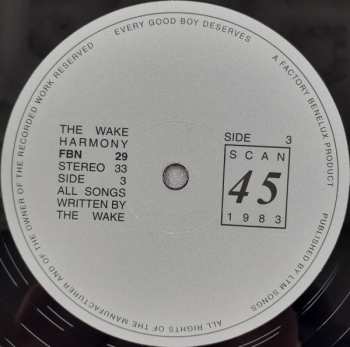 EVERY GOOD BOY DESERVES
A FACTORY BENELUX PRODUCT
PUBLISHED BY LTM SONGS
ALL RIGHTS OF THE MANUFACTURER AND OF THE OWNER OF THE RECORDED WORK RESERVED
THE WAKE
HARMONY
FBN 29
STEREO 33
SIDE 3
ALL SONGS
WRITTEN BY
THE WAKE
SIDE 3
SCAN
45
1983